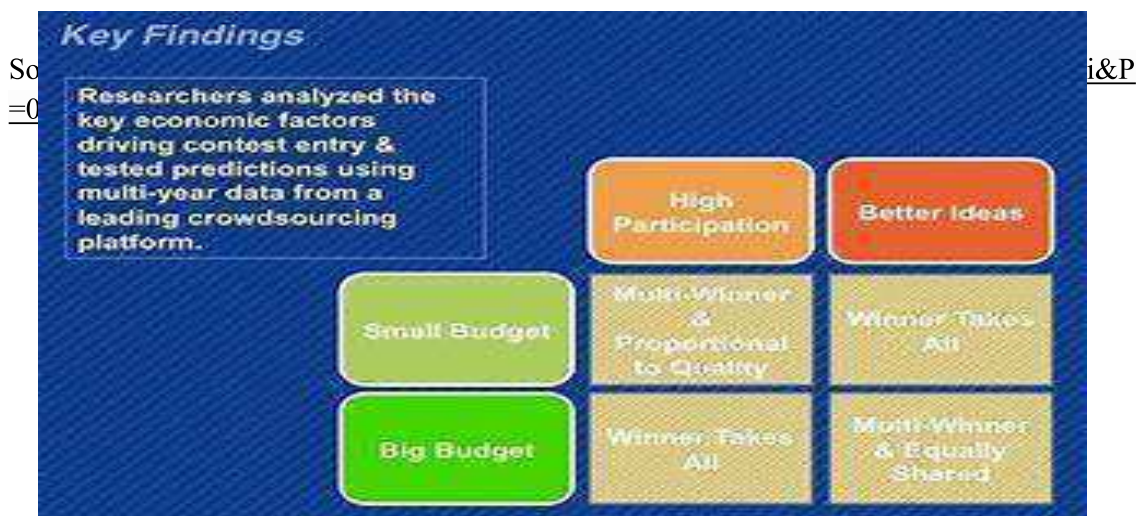 Key Findings
So
i&P
=0
Researchers analyzed the
key economic factors
driving contest entry &
tested predictions using
multi-year data from a
leading crowdsourcing
platform.
High
Participation
Better Ideas
Small Budget
Multi-Winner
&
Proportional
to Quality
Winner Takes
All
Big Budget
Winner Takes
All
Multi-Winner
& Equally
Shared